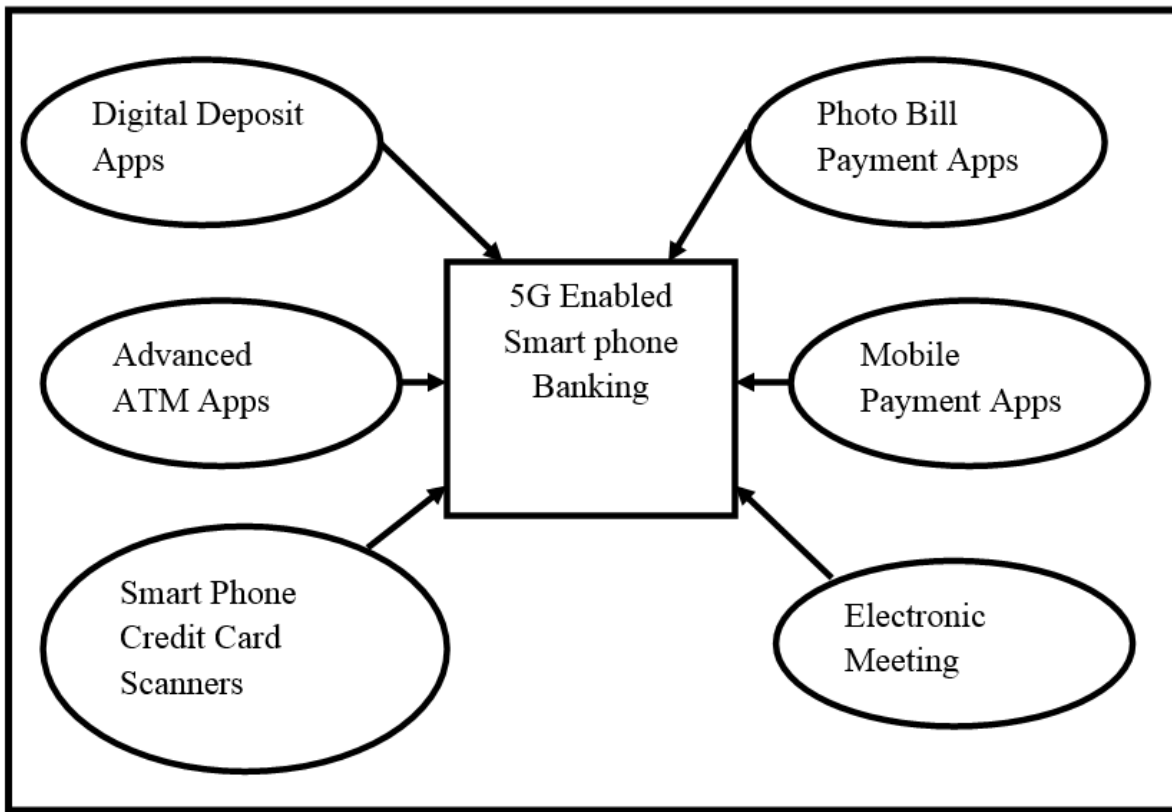 Digital Deposit
Apps
Photo Bill
Payment Apps
5G Enabled
Smart phone
Banking
Advanced
ATM Apps
Mobile
Payment Apps
Smart Phone
Credit Card
Scanners
Electronic
Meeting